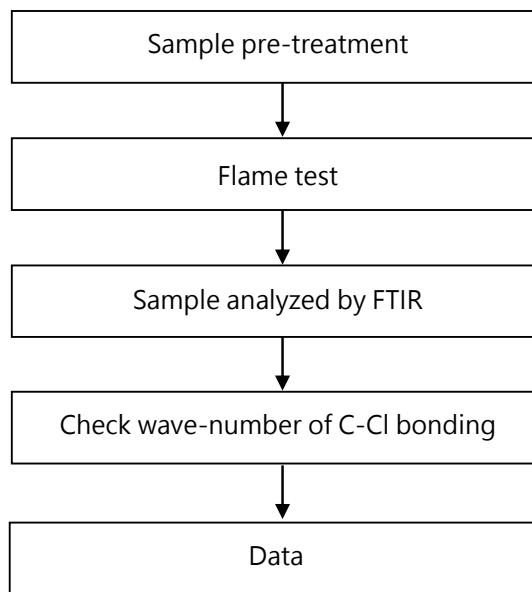 Sample pre-treatment
Flame test
Sample analyzed by FTIR
Check wave-number of C-Cl bonding
Data